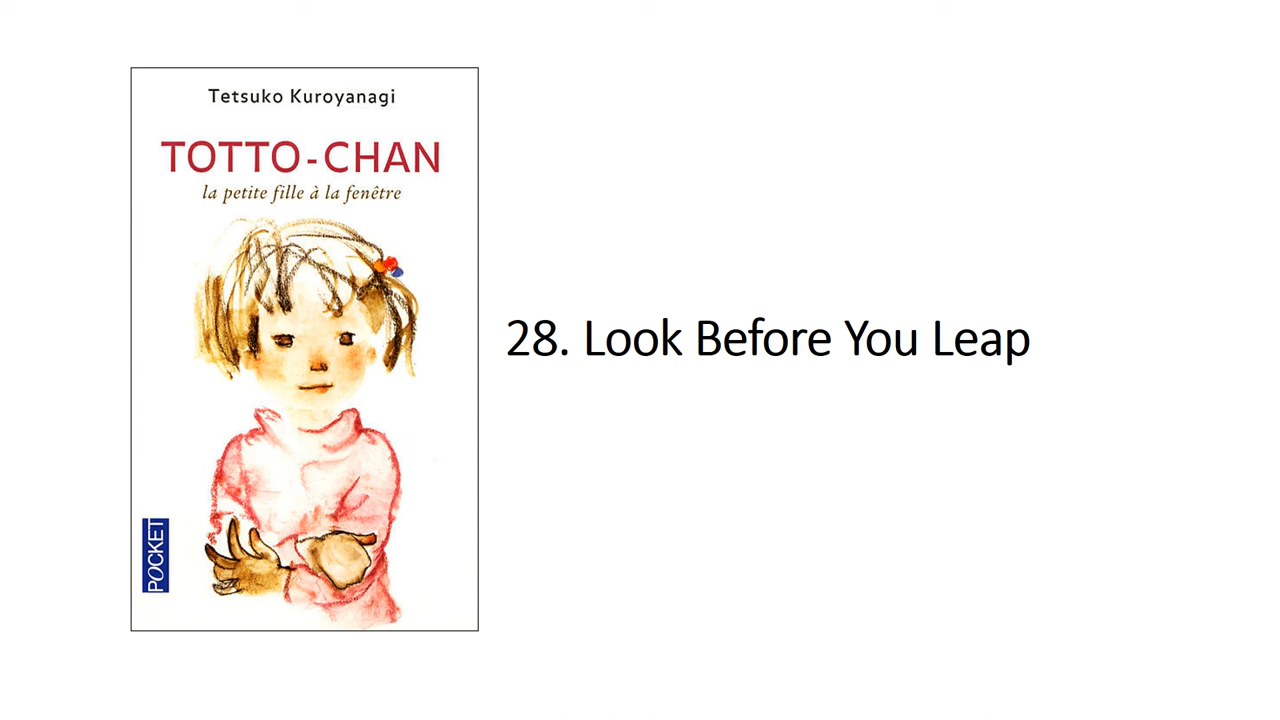 Tetsuko Kuroyanagi
TOTTO-CHAN
la petite fille à la fenêtre
POCKET
28. Look Before You Leap